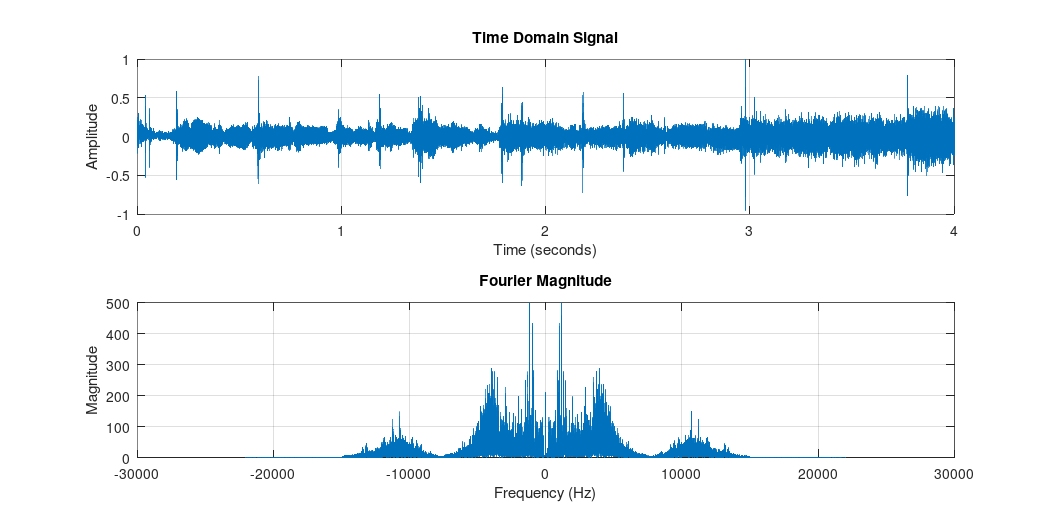 Time Domain Signal
1
0.5
0
-0.5
-1
Amplitude
0 1 2 3 4
Time (seconds)
Fourier Magnitude
500
400
300
200
100
0
Magnitude
-30000 -20000 -10000 0 10000 20000 30000
Frequency (Hz)